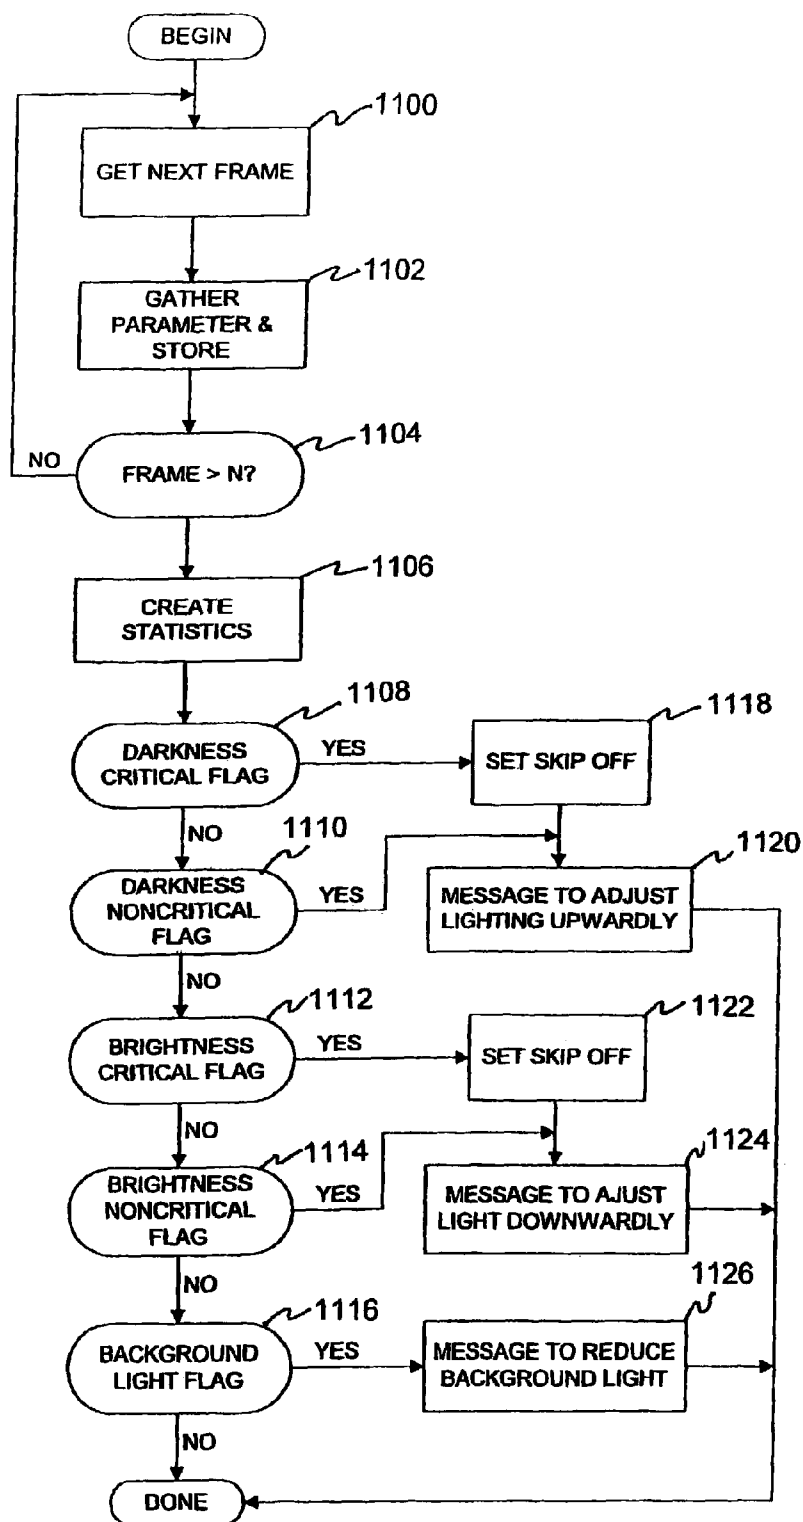 BEGIN
1100
GET NEXT FRAME
1102
GATHER
PARAMETER &
STORE
1104
NO
FRAME > N?
1106
CREATE
STATISTICS
1108
1118
DARKNESS
CRITICAL FLAG
YES
SET SKIP OFF
NO
1110
1120
DARKNESS
NONCRITICAL
FLAG
YES
MESSAGE TO ADJUST
LIGHTING UPWARDLY
NO
1112
1122
BRIGHTNESS
CRITICAL FLAG
YES
SET SKIP OFF
NO
1114
1124
BRIGHTNESS
NONCRITICAL
FLAG
YES
MESSAGE TO AJUST
LIGHT DOWNWARDLY
NO
1116
1126
BACKGROUND
LIGHT FLAG
YES
MESSAGE TO REDUCE
BACKGROUND LIGHT
NO
DONE